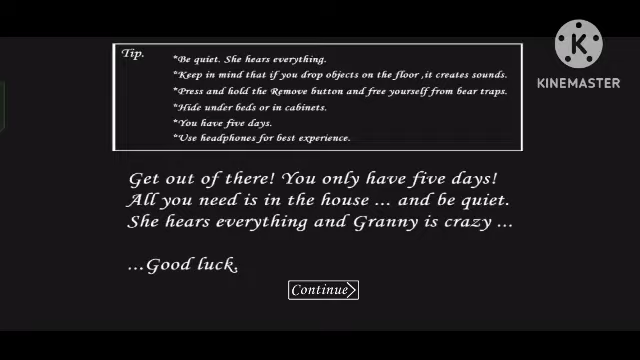 Tip.
*Be quiet. She hears everything.
*Keep in mind that if you drop objects on the floor ,it creates sounds.
*Press and hold the Remove button and free yourself from bear traps.
*Hide under beds or in cabinets.
*You have five days.
*Use headphones for best experience.
KINEMASTER
Get out of there! You only have five days!
All you need is in the house ... and be quiet.
She hears everything and Granny is crazy ...
...Good luck.
Continue